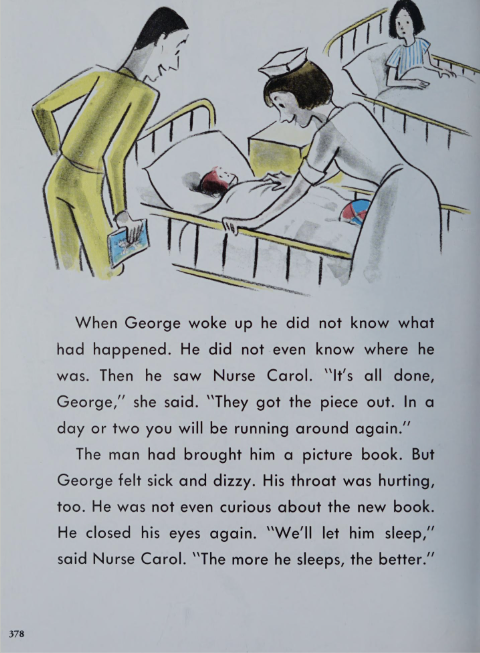 When George woke up he did not know what
had happened. He did not even know where he
was. Then he saw Nurse Carol. "It's all done,
George," she said. "They got the piece out. In a
day or two you will be running around again."
The man had brought him a picture book. But
George felt sick and dizzy. His throat was hurting,
too. He was not even curious about the new book.
He closed his eyes again. "We'll let him sleep,"
said Nurse Carol. "The more he sleeps, the better."
378